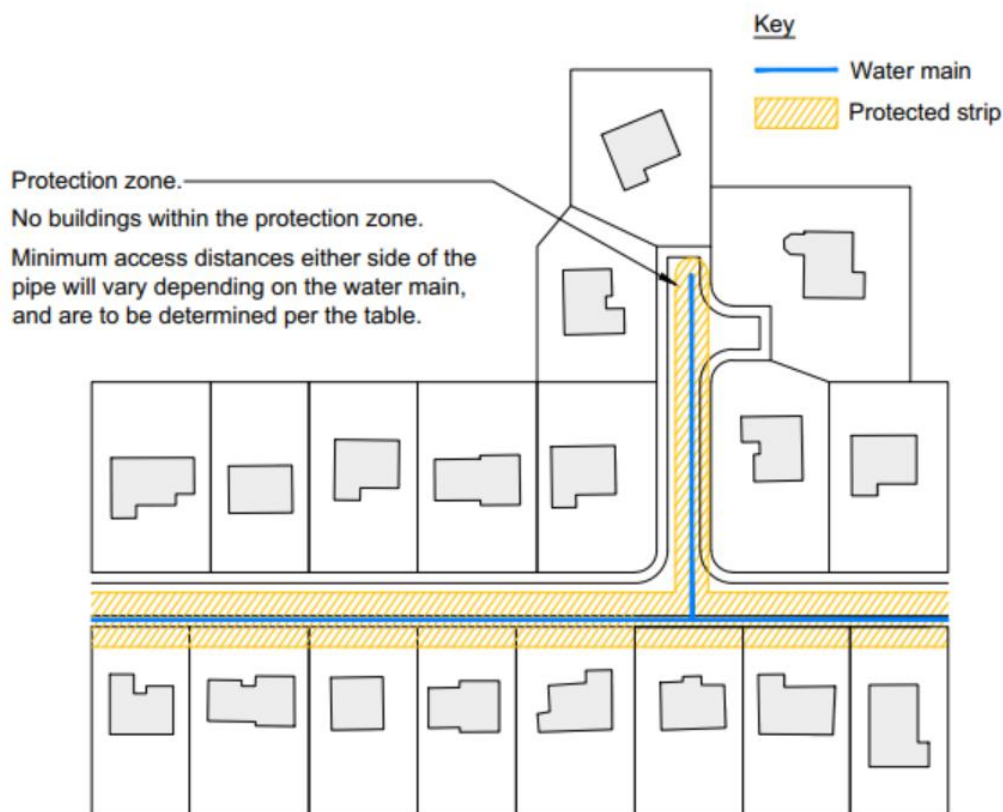 Key
Water main
Protected strip
Protection zone.
No buildings within the protection zone.
Minimum access distances either side of the
pipe will vary depending on the water main,
and are to be determined per the table.